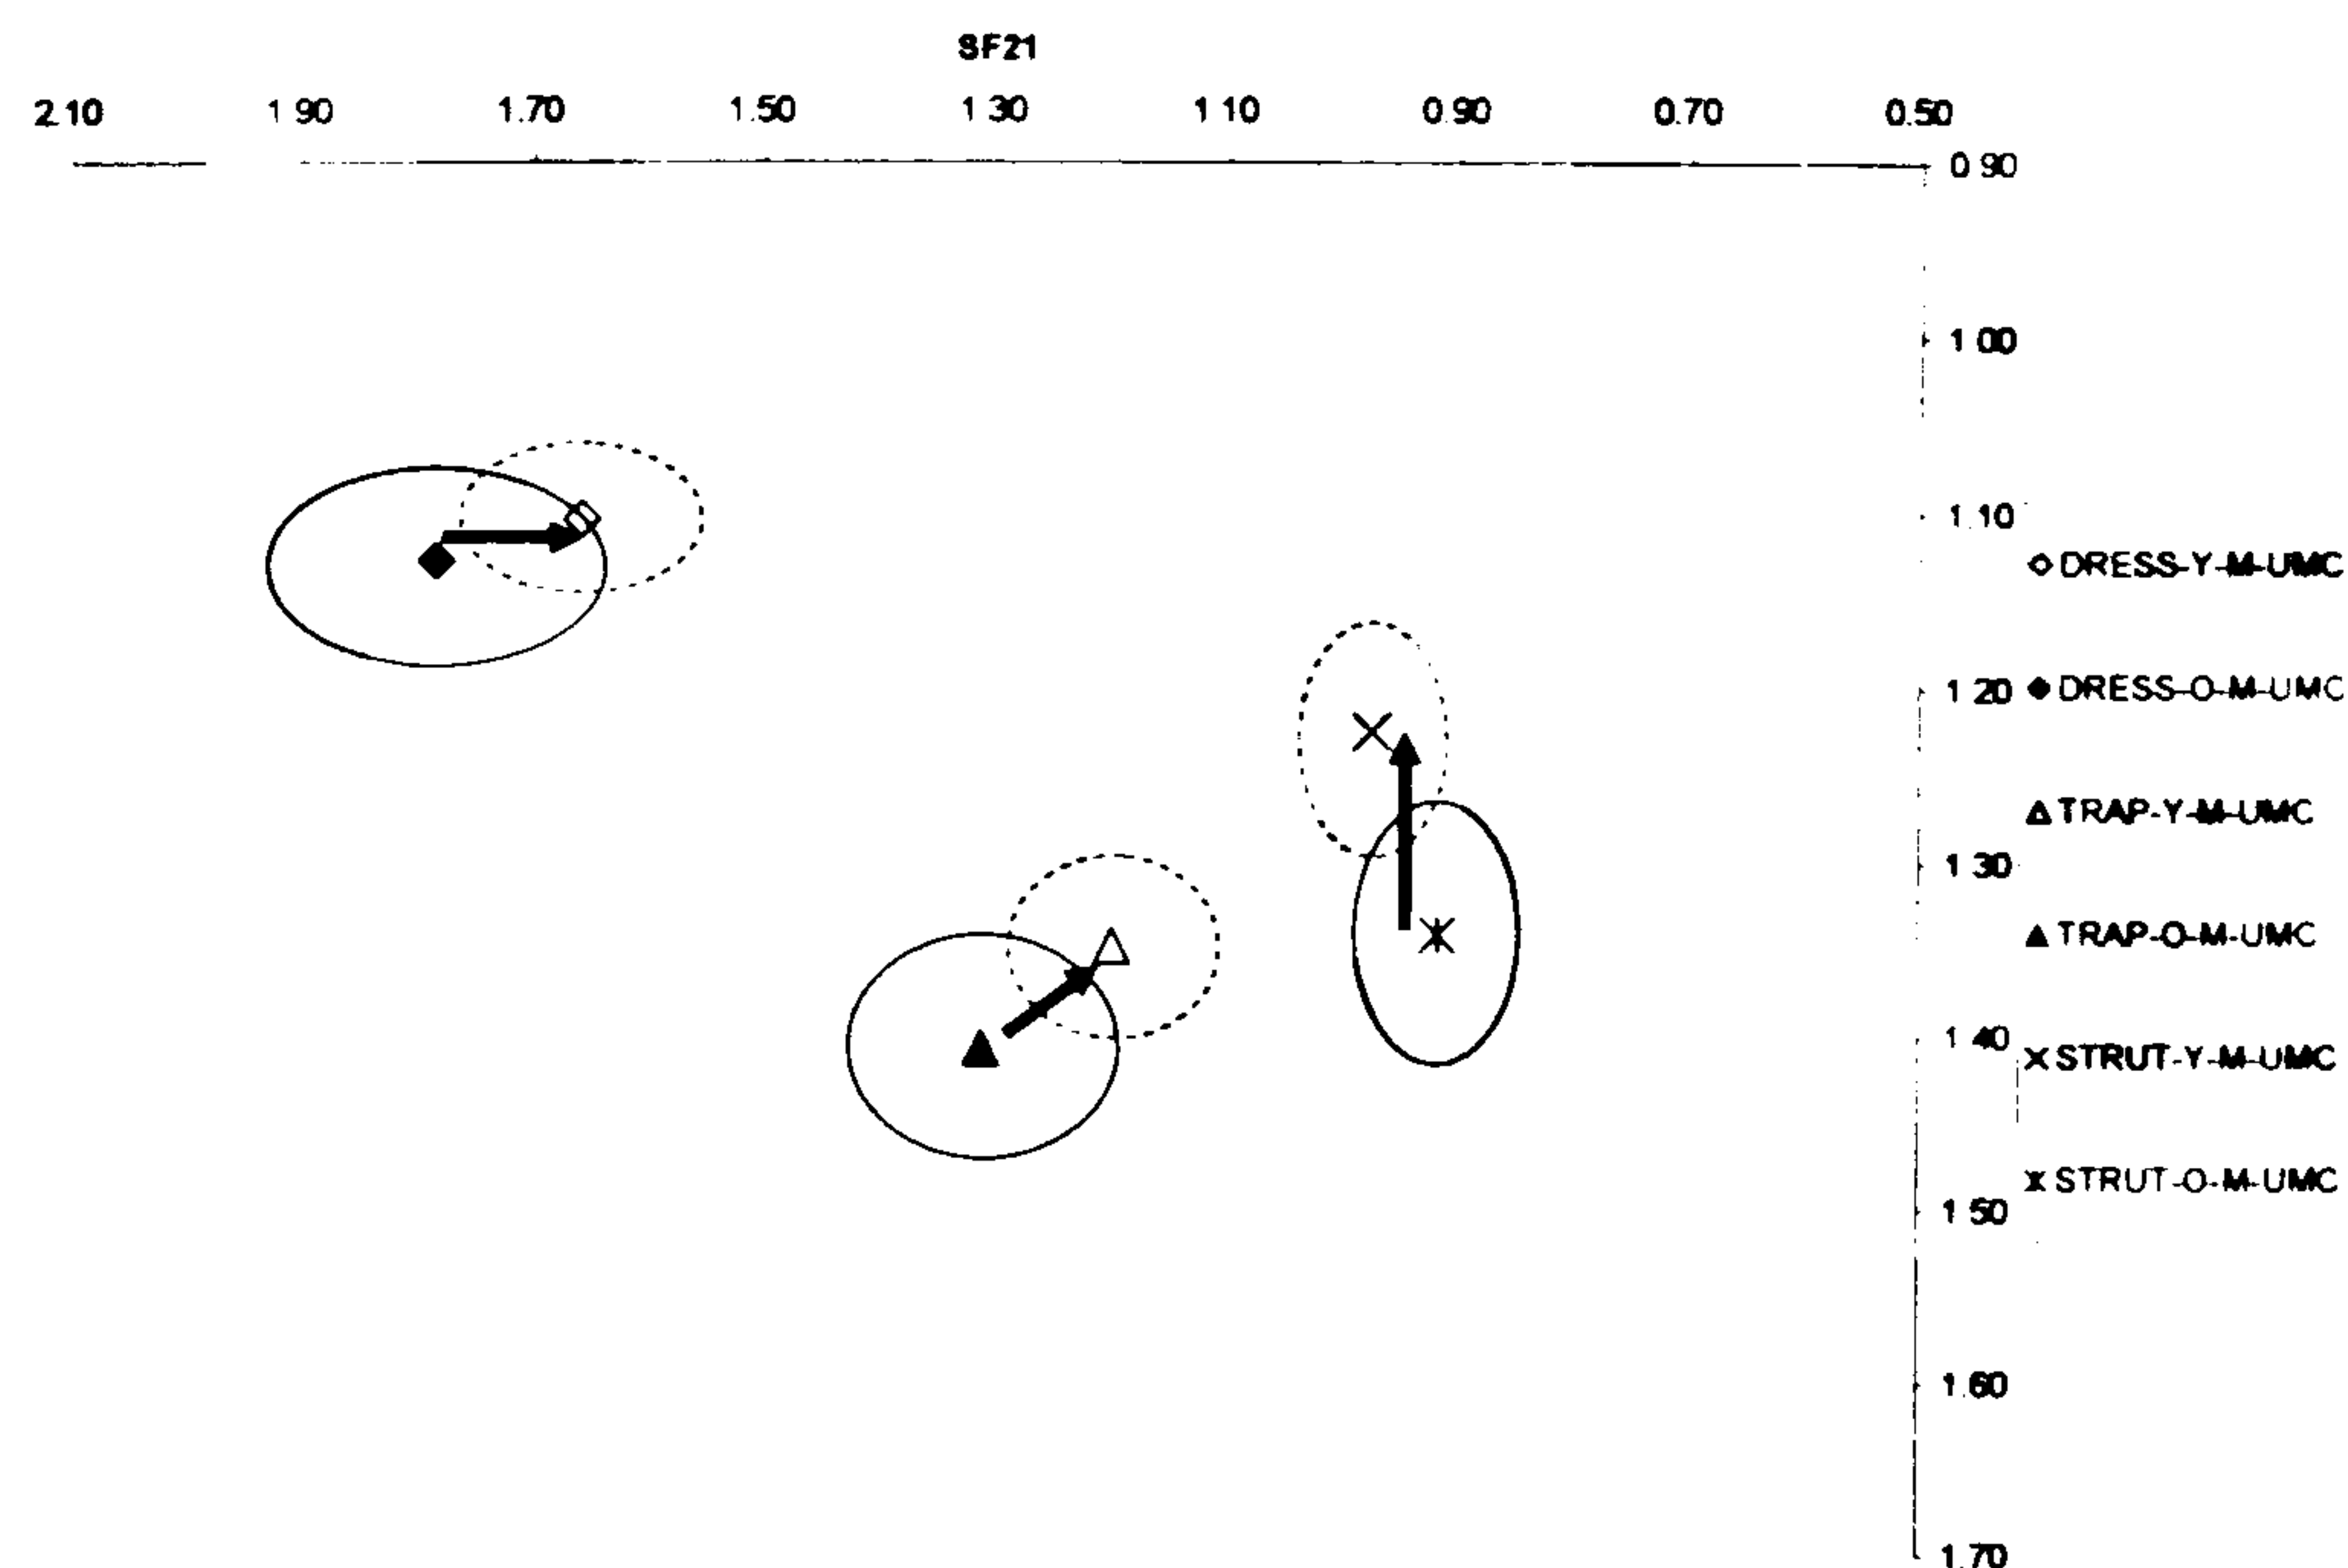 SF21
2.10 1.90 1.70 1.50 1.30 1.10 0.90 0.70 0.50
0.90
1.00
1.10
DRESS-Y-M-UMC
1.20 DRESS-O-M-UMC
TRAP-Y-M-UMC
1.30
TRAP-O-M-UMC
1.40
STRUT-Y-M-UMC
STRUT-O-M-UMC
1.50
1.60
1.70